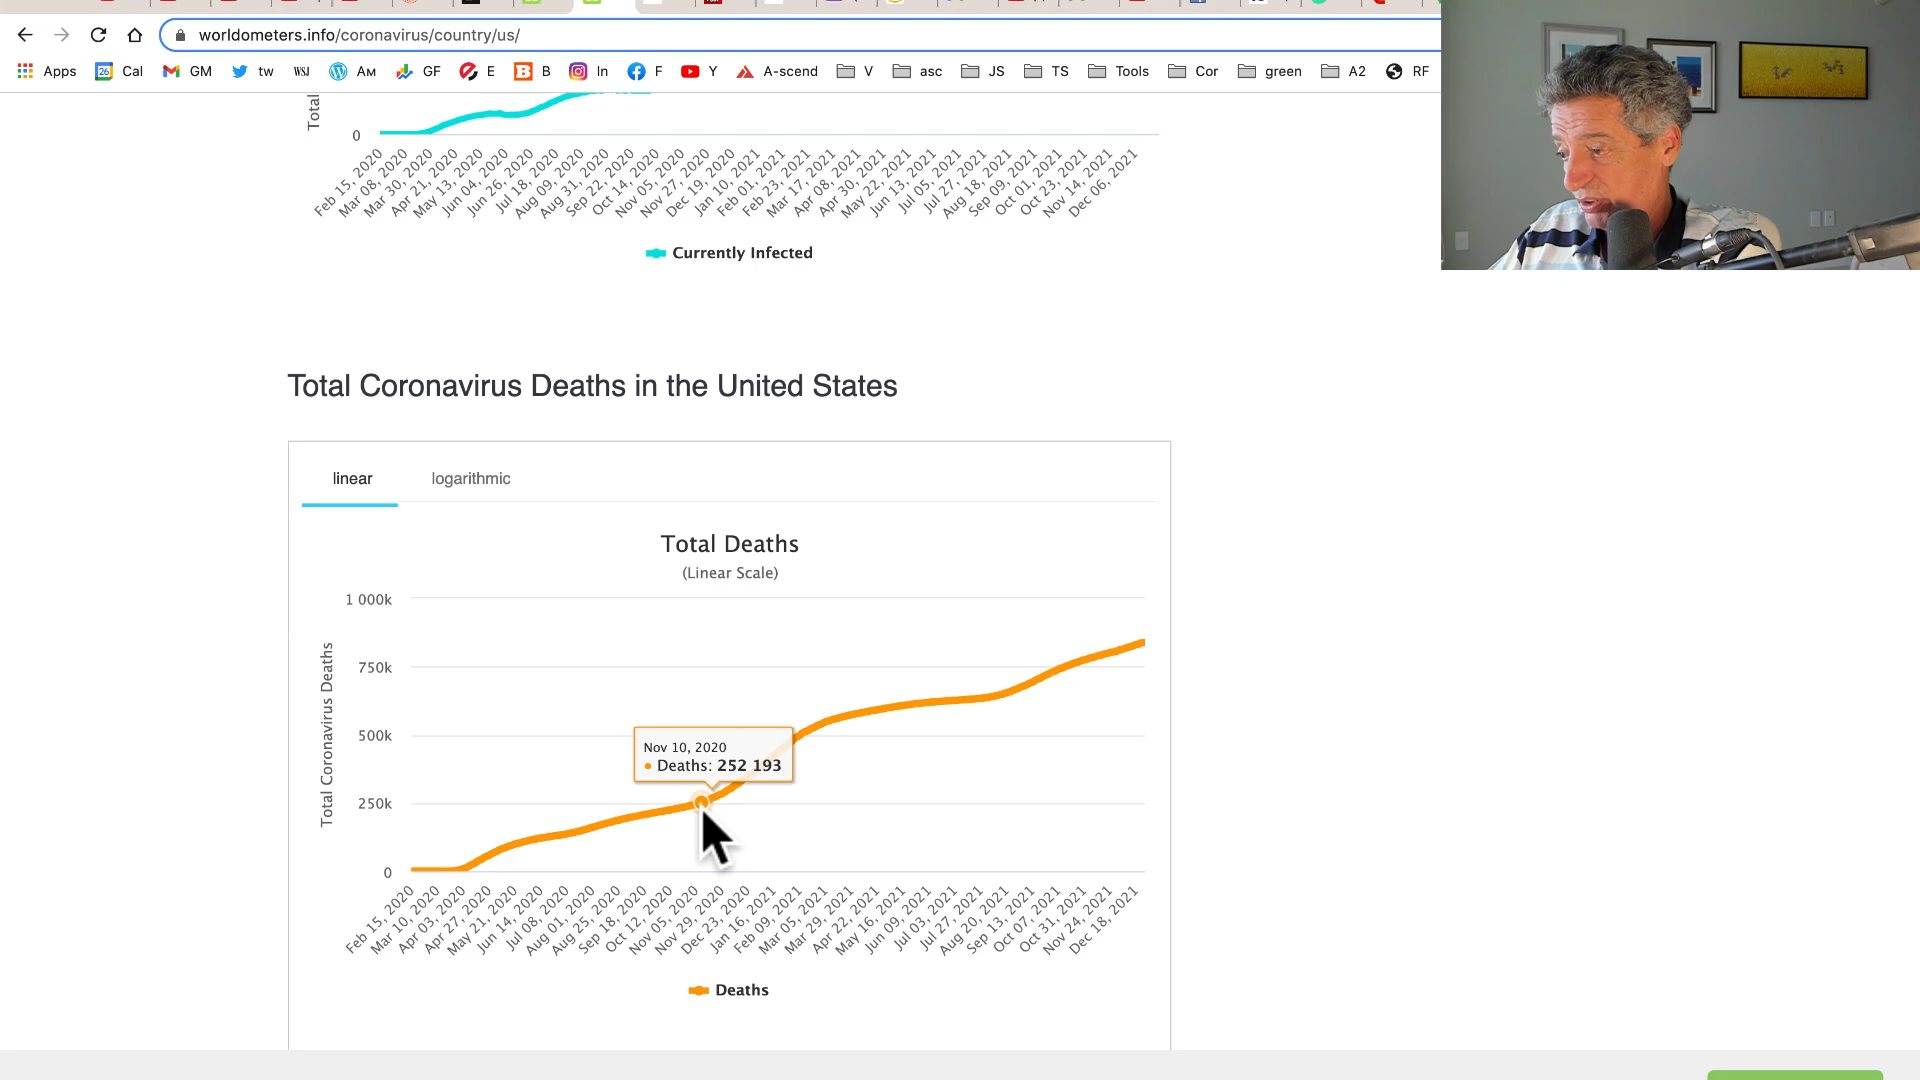 worldometers.info/coronavirus/country/us/
Apps 26 Cal GM tw WSJ AM GF E B In F Y A-scend V asc JS TS Tools Cor green A2 RF
Total
0
Feb 15, 2020
Mar 08, 2020
Mar 30, 2020
Apr 21, 2020
May 13, 2020
Jun 04, 2020
Jun 26, 2020
Jul 18, 2020
Aug 09, 2020
Aug 31, 2020
Sep 22, 2020
Oct 14, 2020
Nov 05, 2020
Nov 27, 2020
Dec 19, 2020
Jan 10, 2021
Feb 01, 2021
Feb 23, 2021
Mar 17, 2021
Apr 08, 2021
Apr 30, 2021
May 22, 2021
Jun 13, 2021
Jul 05, 2021
Jul 27, 2021
Aug 18, 2021
Sep 09, 2021
Oct 01, 2021
Oct 23, 2021
Nov 14, 2021
Dec 06, 2021
Currently Infected
Total Coronavirus Deaths in the United States
linear logarithmic
Total Deaths
(Linear Scale)
Total Coronavirus Deaths
1 000k
750k
500k
250k
0
Nov 10, 2020
Deaths: 252 193
Feb 15, 2020
Mar 10, 2020
Apr 03, 2020
Apr 27, 2020
May 21, 2020
Jun 14, 2020
Jul 08, 2020
Aug 01, 2020
Aug 25, 2020
Sep 18, 2020
Oct 12, 2020
Nov 05, 2020
Nov 29, 2020
Dec 23, 2020
Jan 16, 2021
Feb 09, 2021
Mar 05, 2021
Mar 29, 2021
Apr 22, 2021
May 16, 2021
Jun 09, 2021
Jul 03, 2021
Jul 27, 2021
Aug 20, 2021
Sep 13, 2021
Oct 07, 2021
Oct 31, 2021
Nov 24, 2021
Dec 18, 2021
Deaths